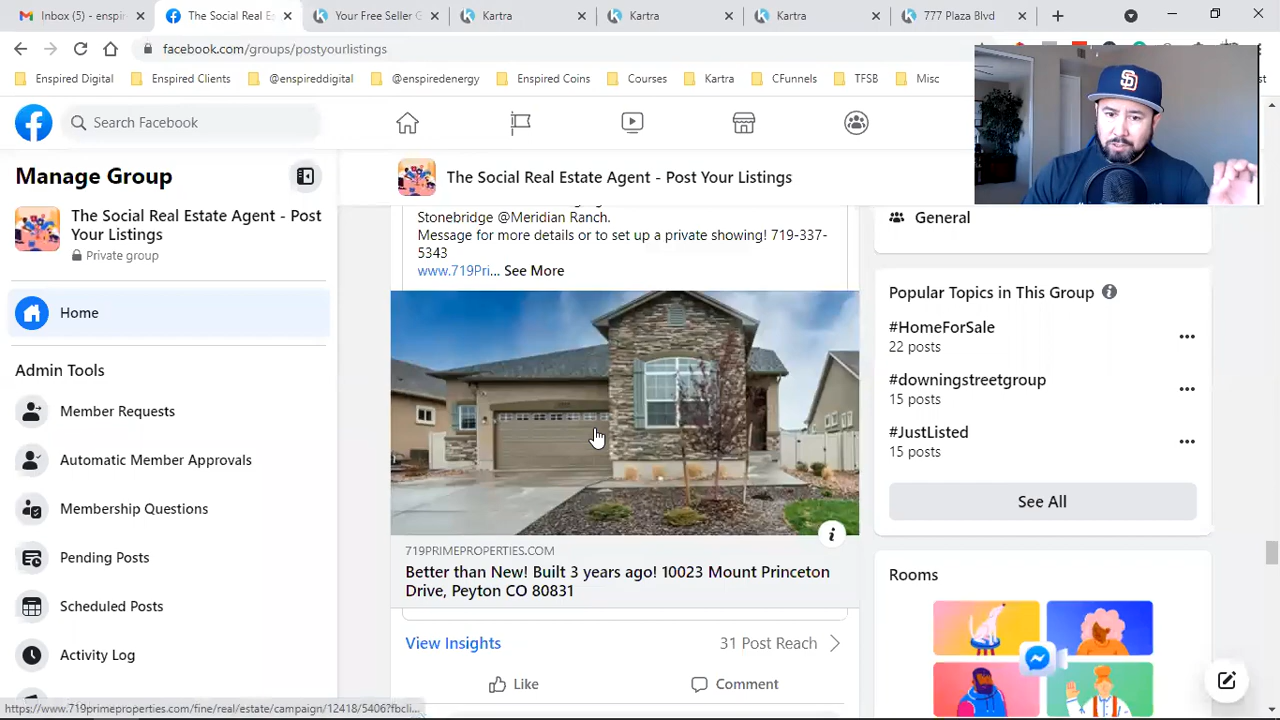 Inbox (5) - enspir
The Social Real Es
Your Free Seller G
Kartra
Kartra
Kartra
777 Plaza Blvd
facebook.com/groups/postyourlistings
Enspired Digital
Enspired Clients
@enspireddigital
@enspiredenergy
Enspired Coins
Courses
Kartra
CFunnels
TFSB
Misc
Search Facebook
Manage Group
The Social Real Estate Agent - Post
Your Listings
Private group
Home
Admin Tools
Member Requests
Automatic Member Approvals
Membership Questions
Pending Posts
Scheduled Posts
Activity Log
https://www.719primeproperties.com/fine/real/estate/campaign/12418/5406?fbcli...
The Social Real Estate Agent - Post Your Listings
Stonebridge @Meridian Ranch.
Message for more details or to set up a private showing! 719-337-
5343
www.719Pri... See More
719PRIMEPROPERTIES.COM
Better than New! Built 3 years ago! 10023 Mount Princeton
Drive, Peyton CO 80831
View Insights
31 Post Reach
Like
Comment
General
Popular Topics in This Group
#HomeForSale
22 posts
#downingstreetgroup
15 posts
#JustListed
15 posts
See All
Rooms
SD